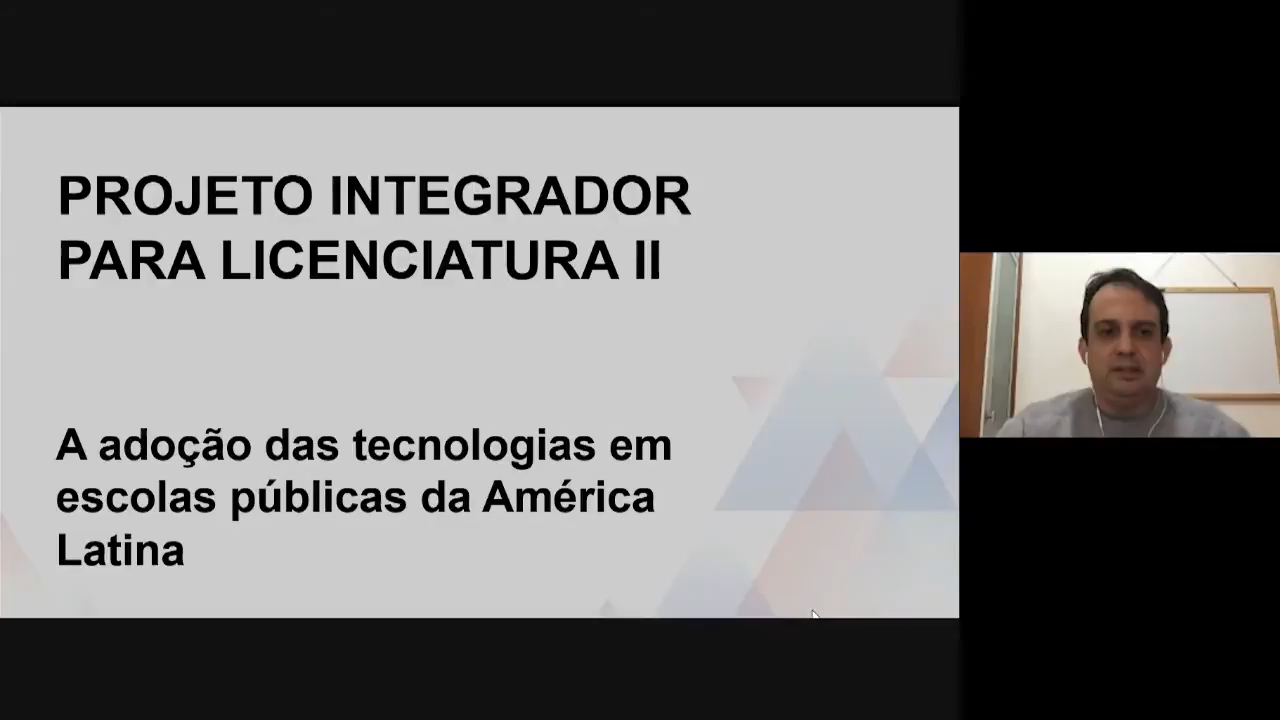 PROJETO INTEGRADOR
PARA LICENCIATURA II
A adoção das tecnologias em
escolas públicas da América
Latina